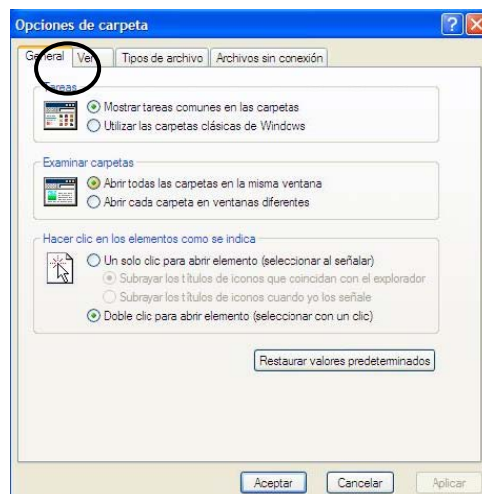 Opciones de carpeta
General Ver Tipos de archivo Archivos sin conexión
Tareas
Mostrar tareas comunes en las carpetas
Utilizar las carpetas clásicas de Windows
Examinar carpetas
Abrir todas las carpetas en la misma ventana
Abrir cada carpeta en ventanas diferentes
Hacer clic en los elementos como se indica
Un solo clic para abrir elemento (seleccionar al señalar)
Subrayar los títulos de iconos que coincidan con el explorador
Subrayar los títulos de iconos cuando yo los señale
Doble clic para abrir elemento (seleccionar con un clic)
Restaurar valores predeterminados
Aceptar Cancelar Aplicar